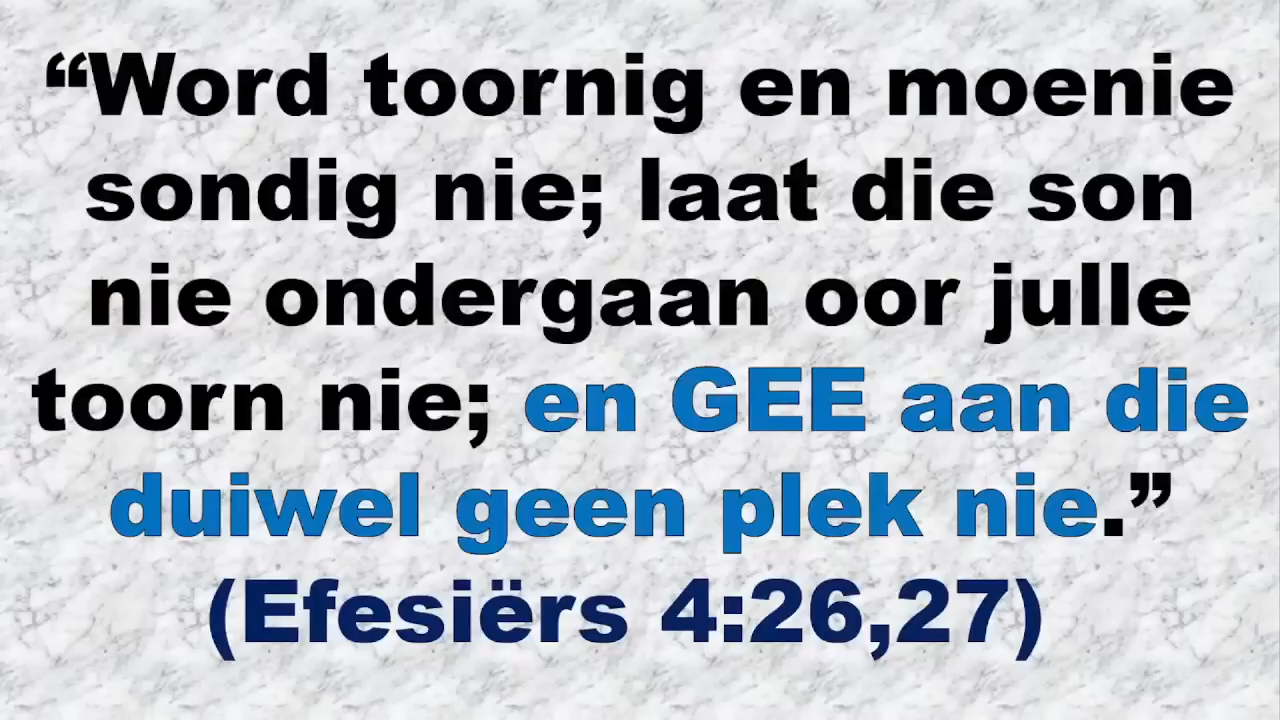 “Word toornig en moenie
sondig nie; laat die son
nie ondergaan oor julle
toorn nie; en GEE aan die
duiwel geen plek nie.”
(Efesiërs 4:26,27)